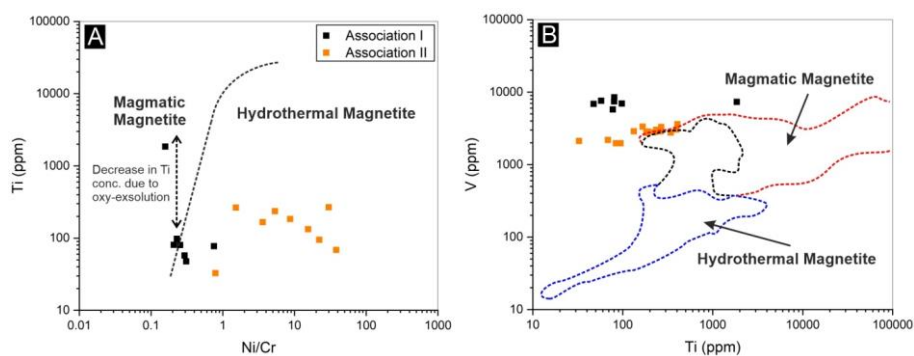 A
Association I
Association II
Magmatic
Magnetite
Hydrothermal Magnetite
Decrease in Ti
conc. due to
oxy-exsolution
Ti (ppm)
100000
10000
1000
100
10
0.01
0.1
1
10
100
1000
Ni/Cr
B
Magmatic
Magnetite
Hydrothermal
Magnetite
V (ppm)
100000
10000
1000
100
10
10
100
1000
10000
100000
Ti (ppm)